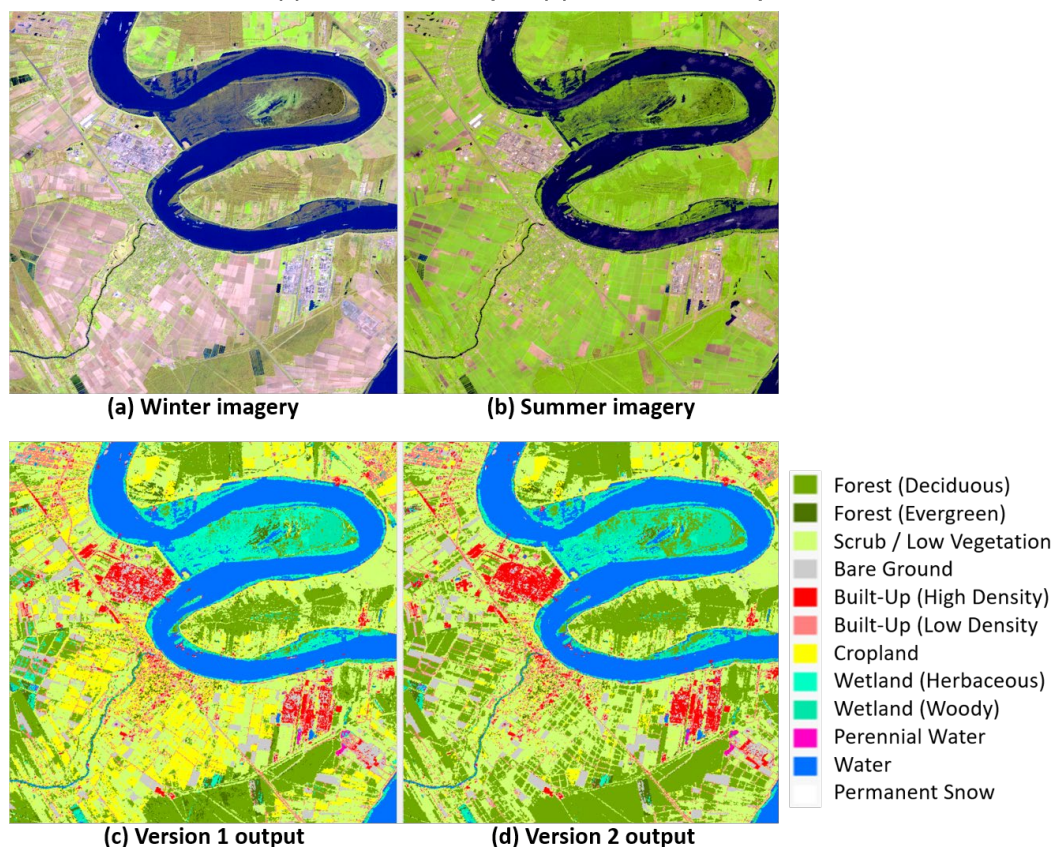 (a) Winter imagery
(b) Summer imagery
Forest (Deciduous)
Forest (Evergreen)
Scrub / Low Vegetation
Bare Ground
Built-Up (High Density)
Built-Up (Low Density
Cropland
Wetland (Herbaceous)
Wetland (Woody)
Perennial Water
Water
Permanent Snow
(c) Version 1 output
(d) Version 2 output